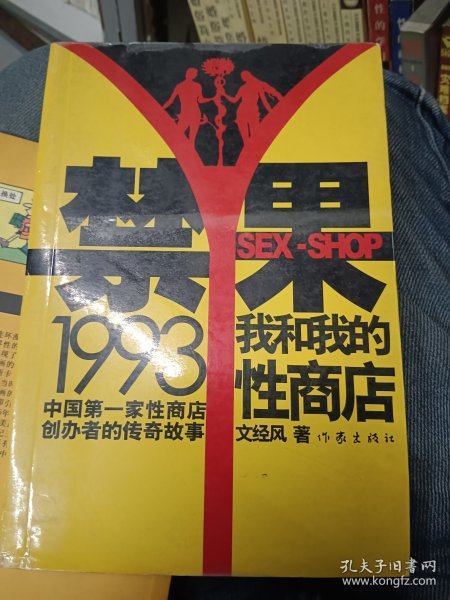 禁果
SEX-SHOP
1993
我和我的
性商店
中国第一家性商店
创办者的传奇故事
文经风 著 作家出版社
孔夫子旧书网
www.kongfz.com